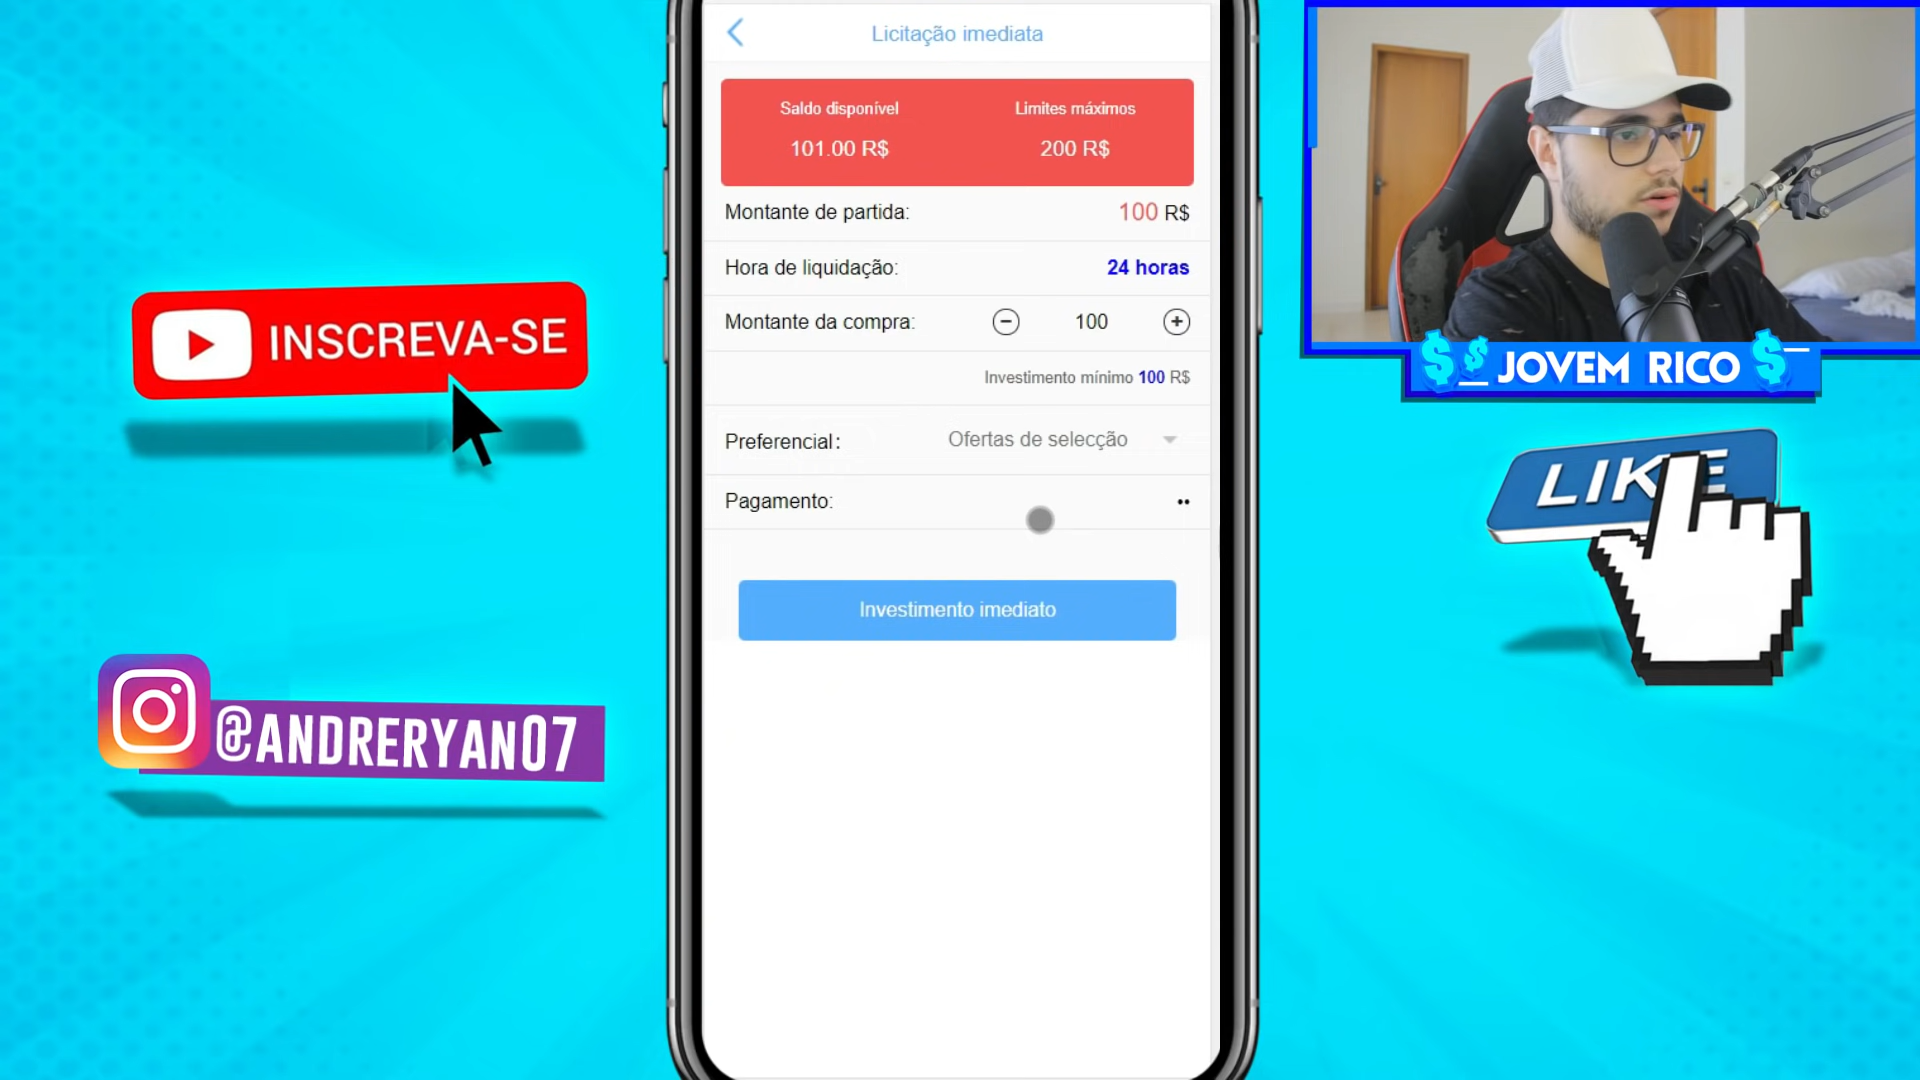 Licitação imediata
Saldo disponível
Limites máximos
101.00 R$
200 R$
Montante de partida:
100 R$
Hora de liquidação:
24 horas
Montante da compra:
− 100 +
Investimento mínimo 100 R$
Preferencial:
Ofertas de selecção
Pagamento:
••
Investimento imediato
INSCREVA-SE
@ANDRERYAN07
$ $ JOVEM RICO $
LIKE